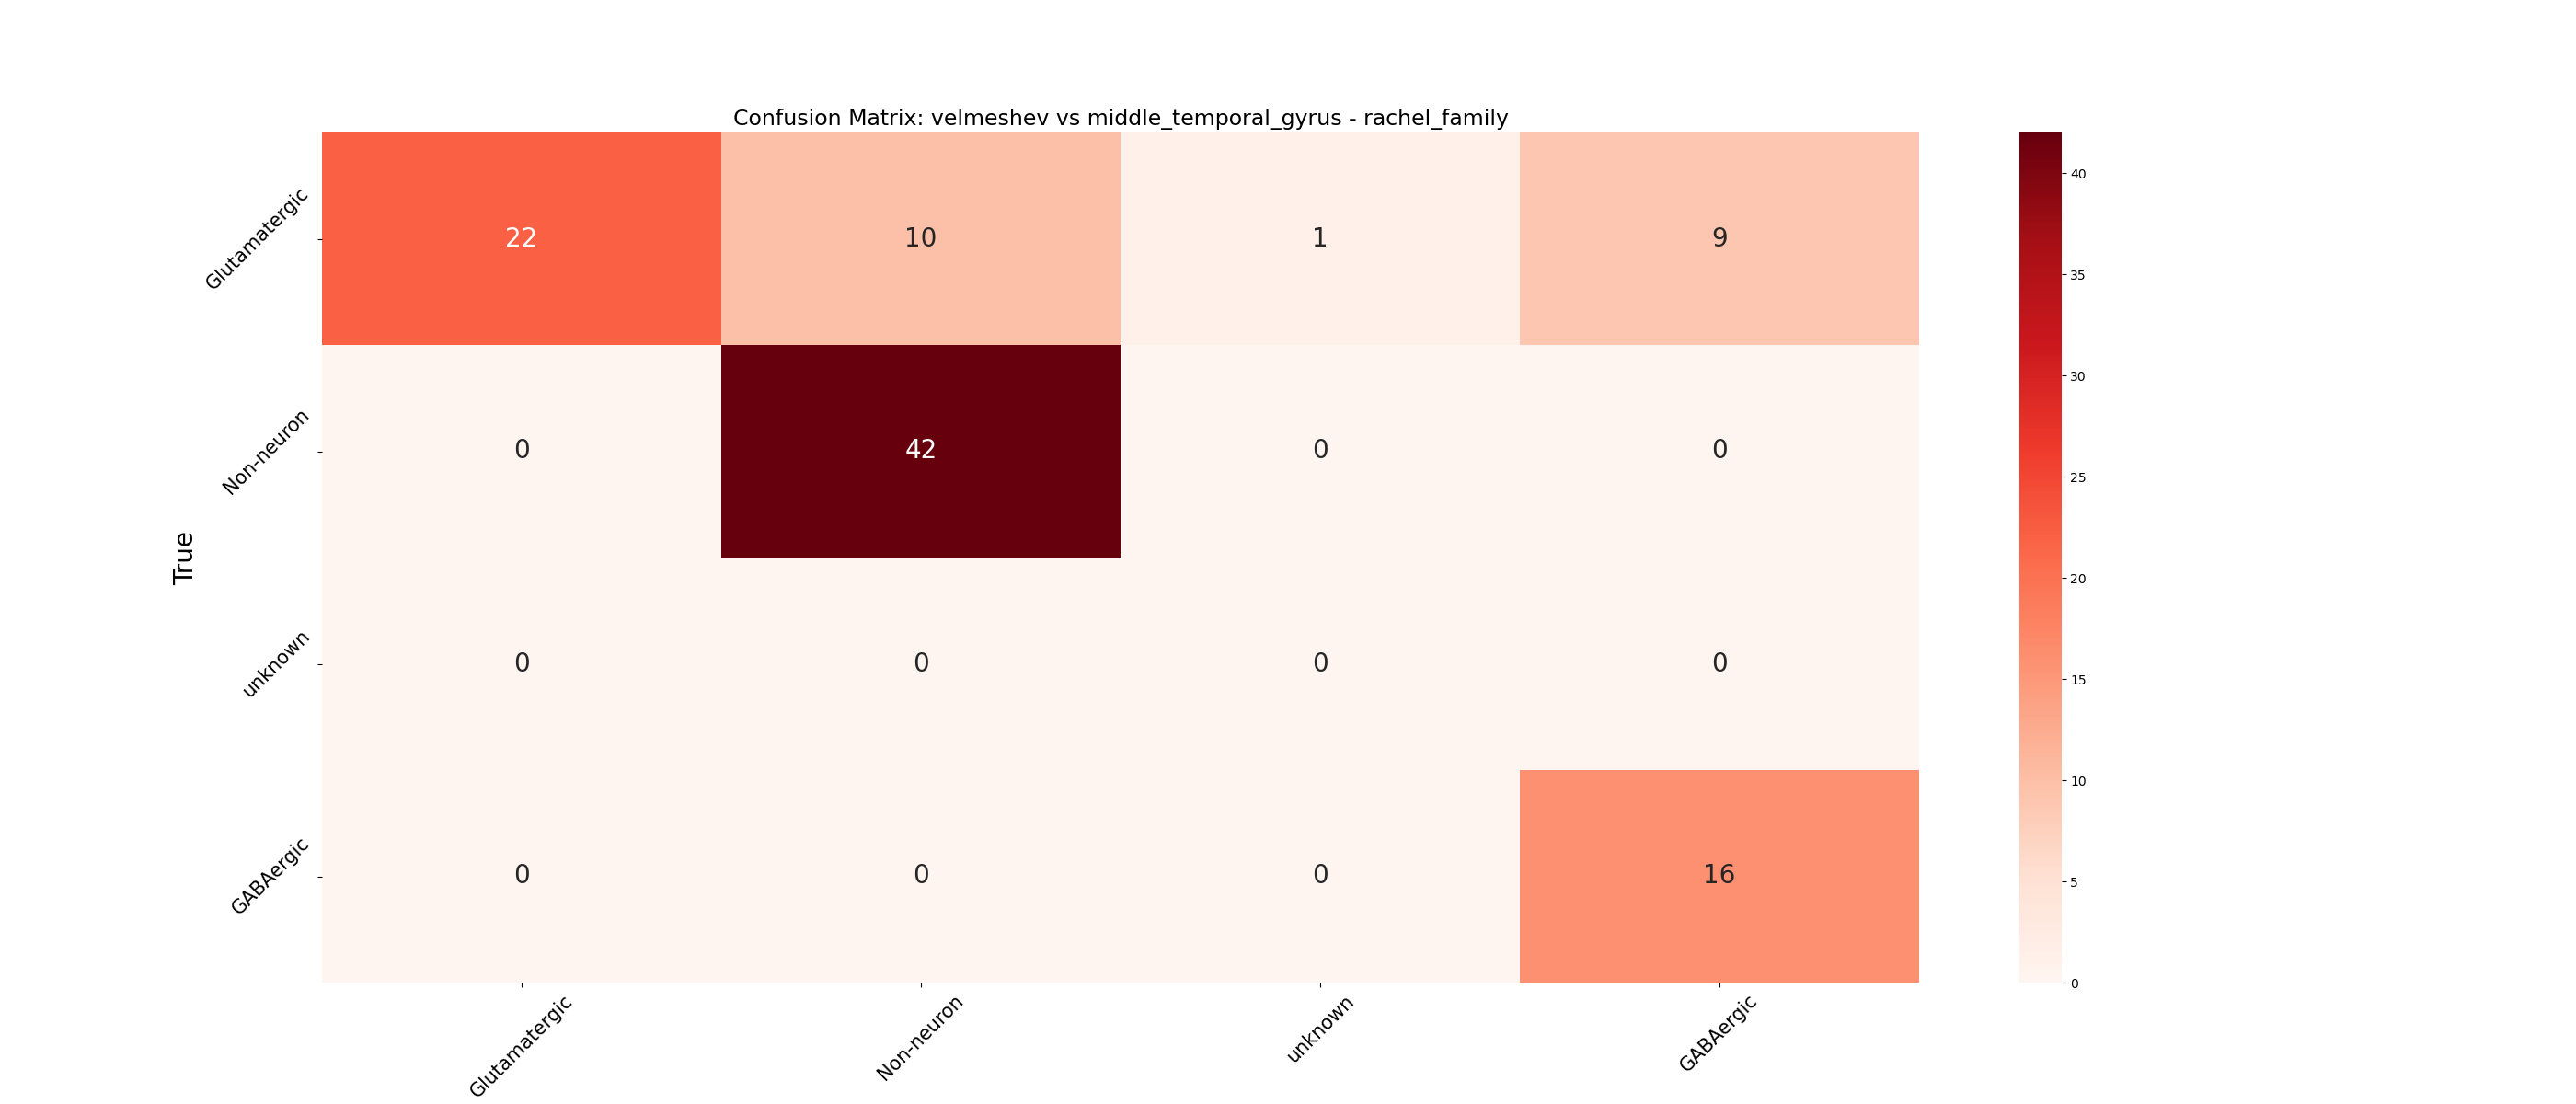 Confusion Matrix: velmeshev vs middle_temporal_gyrus - rachel_family
Glutamatergic
22
10
1
9
Non-neuron
0
42
0
0
unknown
0
0
0
0
GABAergic
0
0
0
16
True
Glutamatergic
Non-neuron
unknown
GABAergic
40
35
30
25
20
15
10
5
0